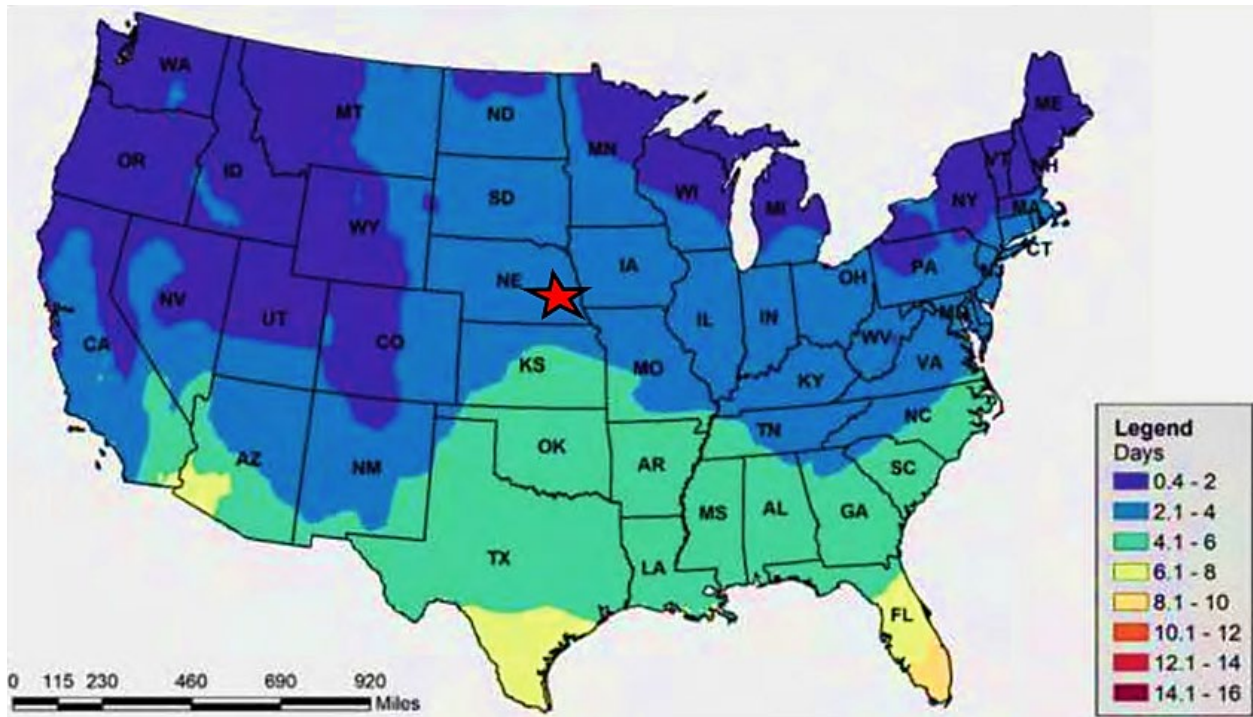 WA
MT
ND
MN
ME
OR
ID
SD
WI
VT
NH
WY
MI
NY
MA
NE
IA
CT
NV
UT
CO
IL
IN
OH
PA
MD
CA
KS
MO
WV
VA
KY
NC
TN
AZ
NM
OK
AR
SC
MS
AL
GA
TX
LA
FL
Legend
Days
0.4 - 2
2.1 - 4
4.1 - 6
6.1 - 8
8.1 - 10
10.1 - 12
12.1 - 14
14.1 - 16
0 115 230 460 690 920
Miles